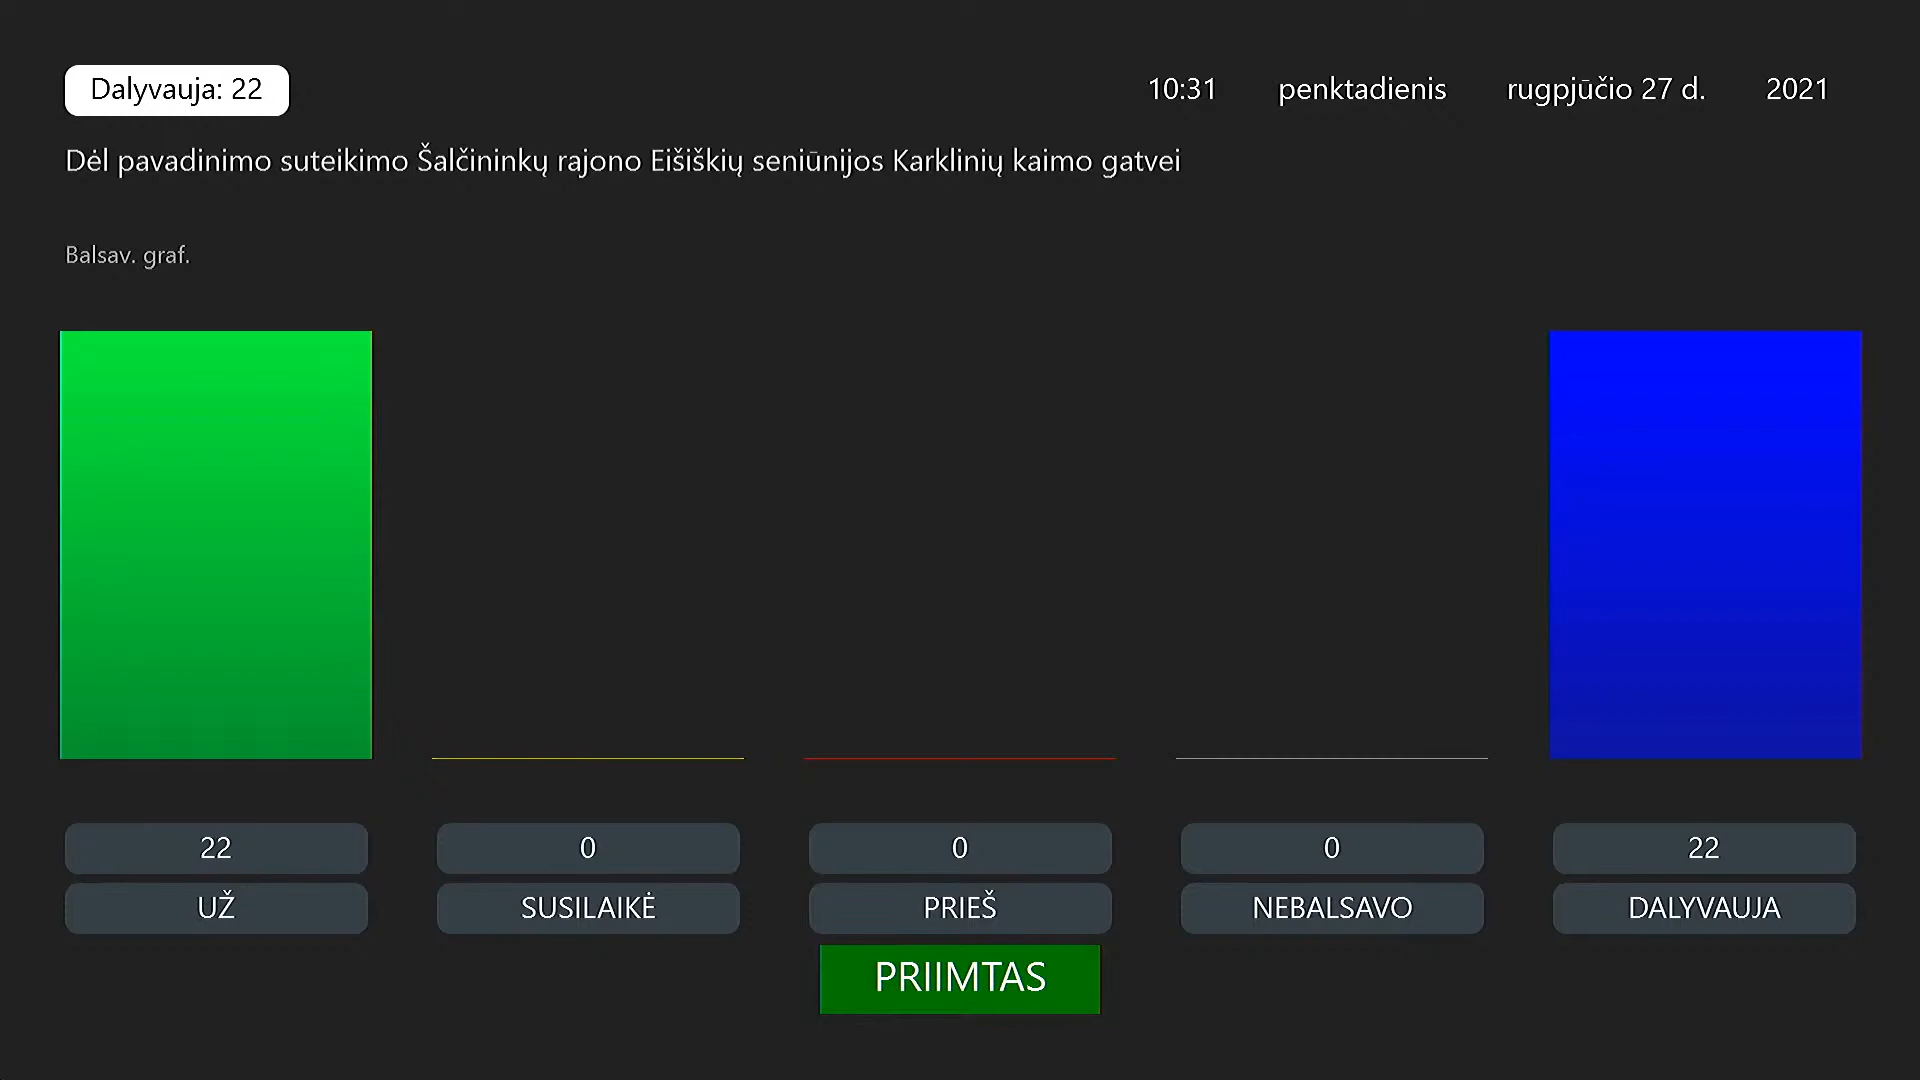 Dalyvauja: 22 10:31 penktadienis rugpjūčio 27 d. 2021
Dėl pavadinimo suteikimo Šalčininkų rajono Eišiškių seniūnijos Karklinių kaimo gatvei
Balsav. graf.
22 0 0 0 22
UŽ SUSILAIKĖ PRIEŠ NEBALSAVO DALYVAUJA
PRIIMTAS